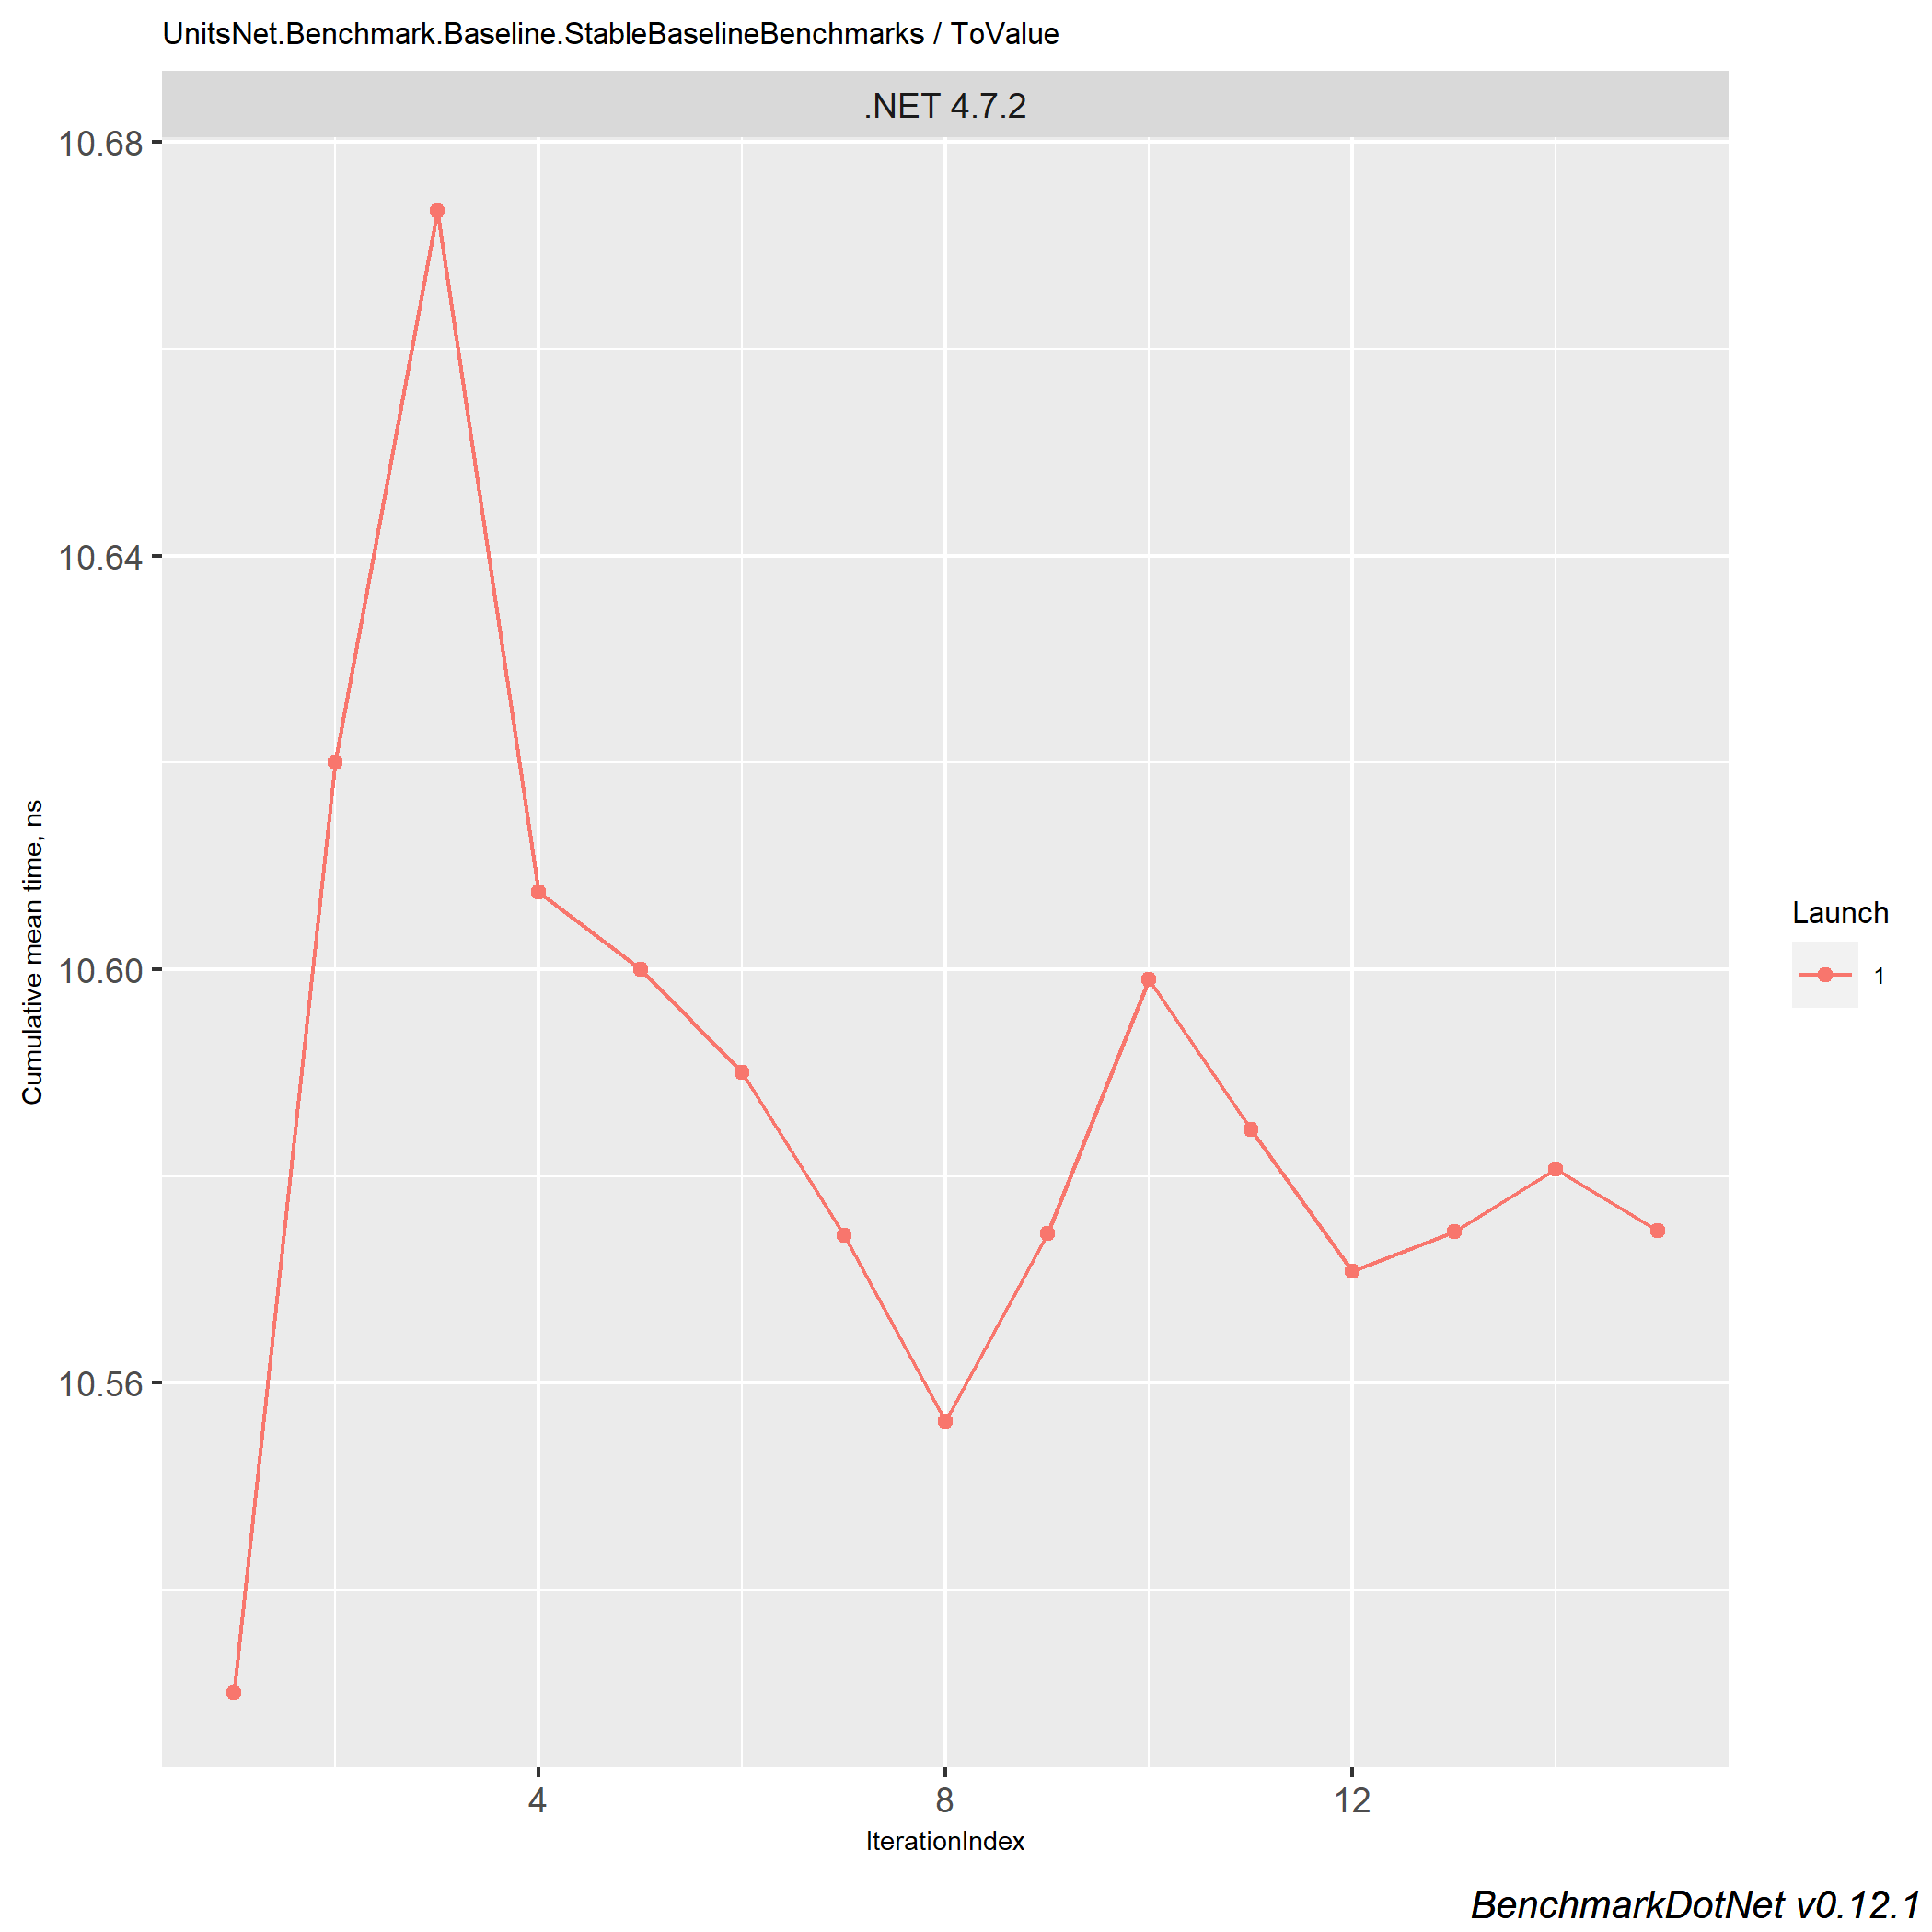 UnitsNet.Benchmark.Baseline.StableBaselineBenchmarks / ToValue
.NET 4.7.2
10.68
10.64
10.60
10.56
Cumulative mean time, ns
4 8 12
IterationIndex
Launch
1
BenchmarkDotNet v0.12.1